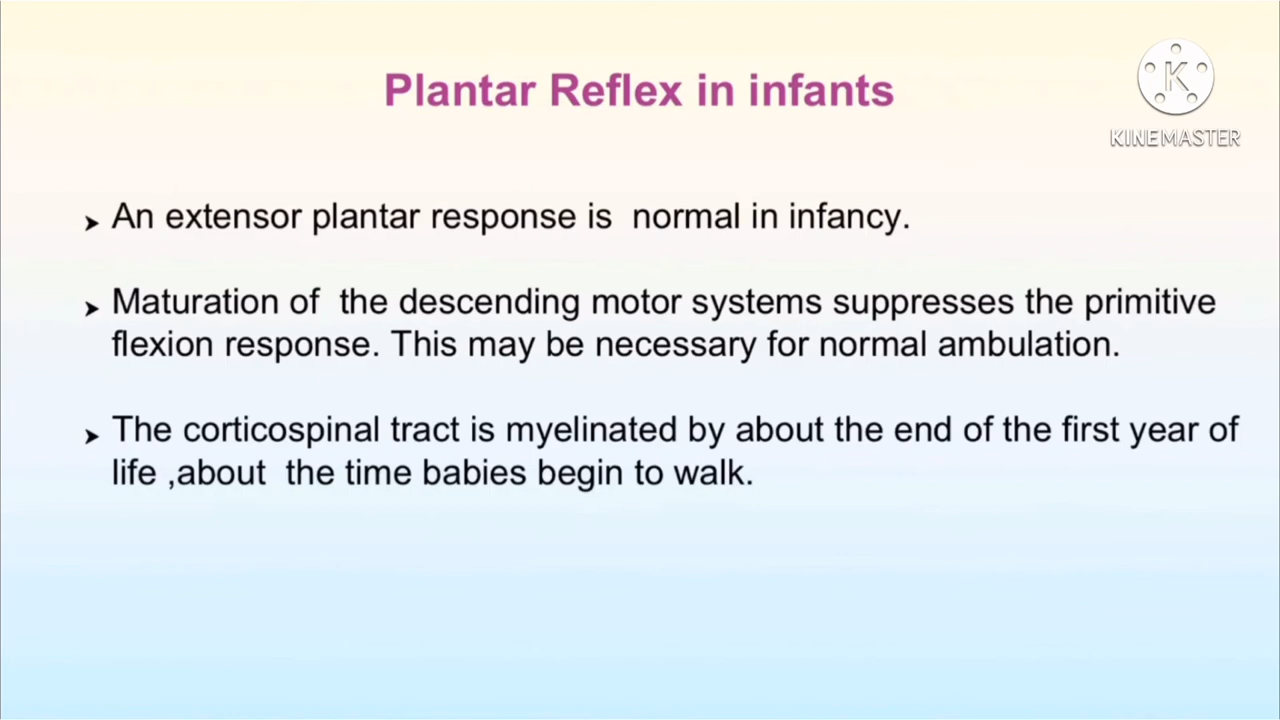 Plantar Reflex in infants
K
KINEMASTER
➤ An extensor plantar response is normal in infancy.
➤ Maturation of the descending motor systems suppresses the primitive
flexion response. This may be necessary for normal ambulation.
➤ The corticospinal tract is myelinated by about the end of the first year of
life ,about the time babies begin to walk.